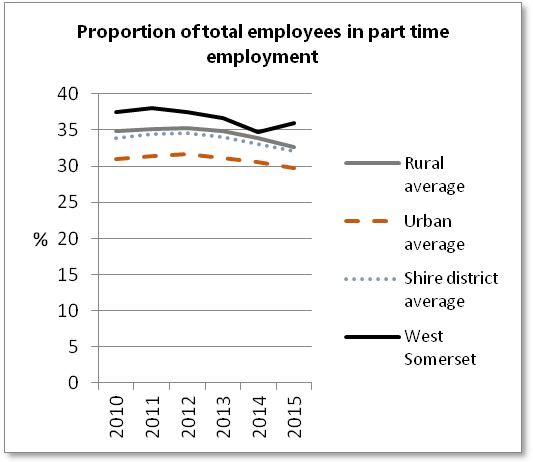 Proportion of total employees in part time
employment
40
35
30
25
20
15
10
5
0
%
2010
2011
2012
2013
2014
2015
Rural
average
Urban
average
Shire district
average
West
Somerset